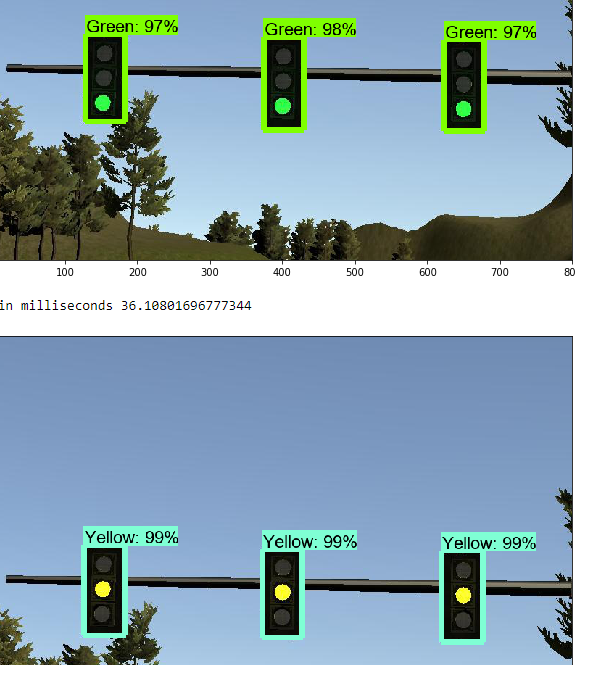 Green: 97% Green: 98% Green: 97%
100 200 300 400 500 600 700 80
in milliseconds 36.10801696777344
Yellow: 99% Yellow: 99% Yellow: 99%